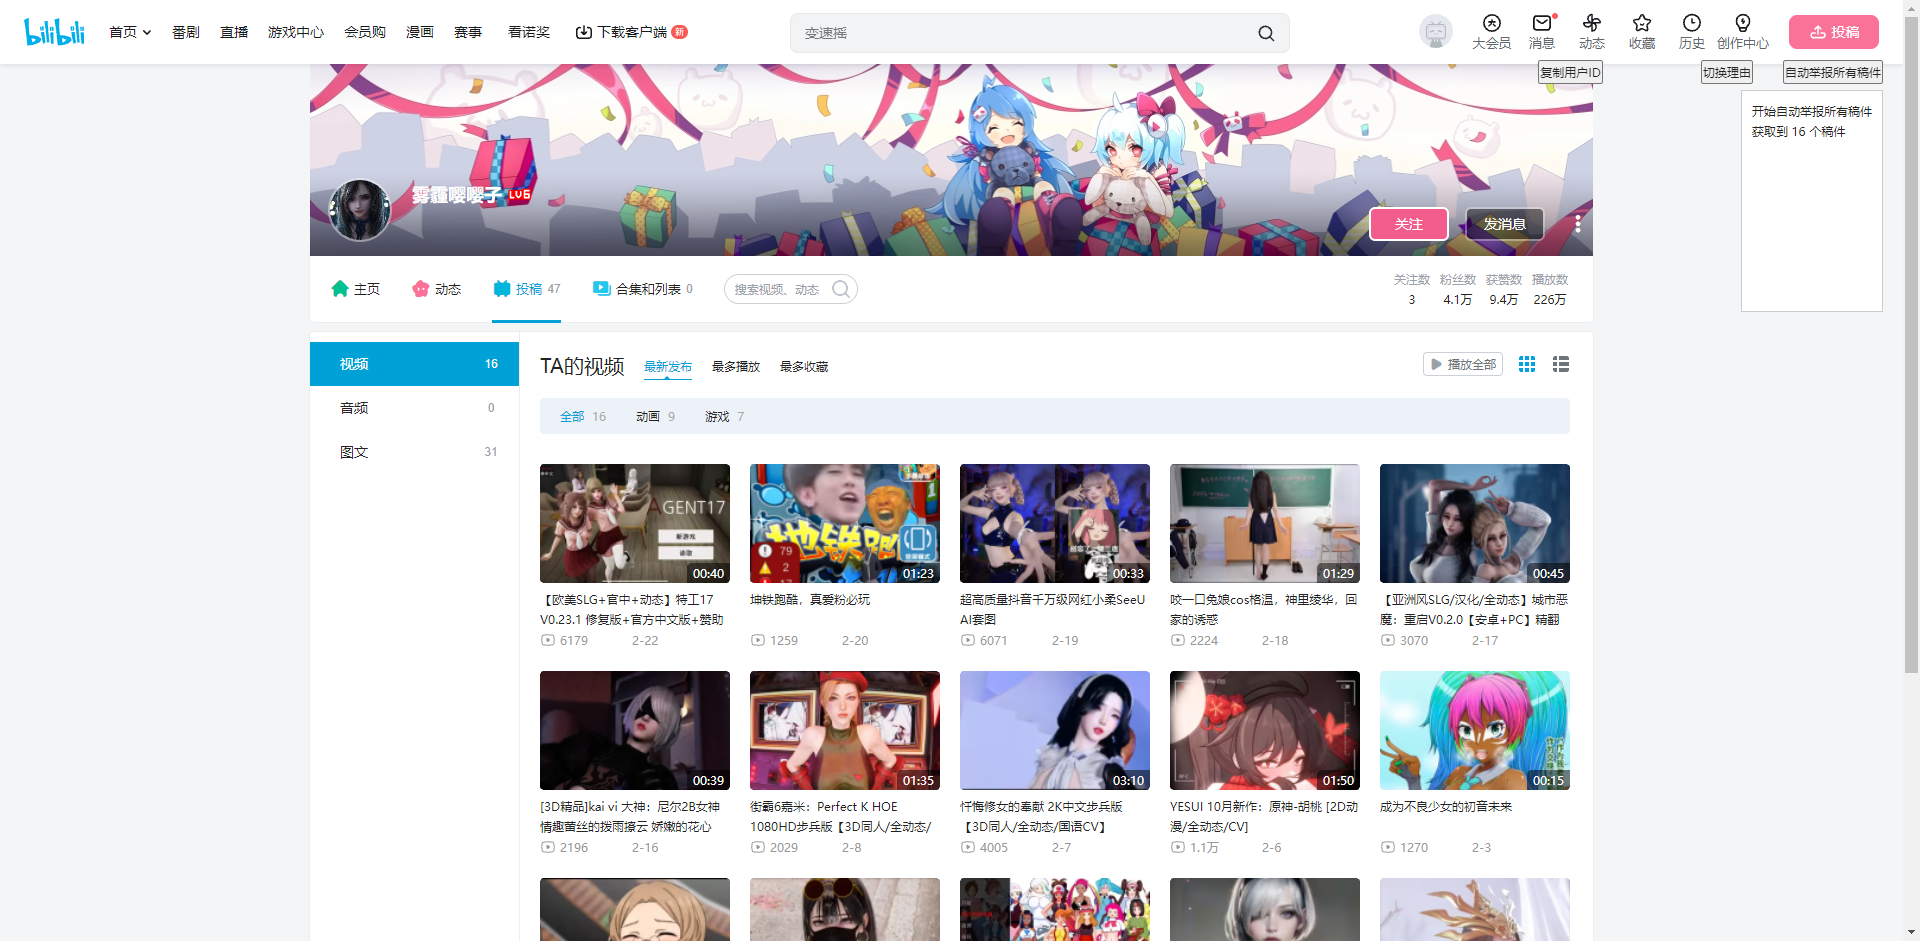 bilibili
首页
番剧
直播
游戏中心
会员购
漫画
赛事
看诺奖
下载客户端
新
变速摇
大会员
消息
动态
收藏
历史
创作中心
投稿
复制用户ID
切换理由
自动举报所有稿件
开始自动举报所有稿件
获取到 16 个稿件
雾霾嘤嘤子 LV6
关注
发消息
主页
动态
投稿 47
合集和列表 0
搜索视频、动态
关注数 粉丝数 获赞数 播放数
3 4.1万 9.4万 226万
视频 16
音频 0
图文 31
TA的视频
最新发布
最多播放
最多收藏
播放全部
全部 16
动画 9
游戏 7
AGENT17
新游戏
读取
00:40
地铁跑
79
2
17
01:23
00:33
01:29
00:45
【欧美SLG+官中+动态】特工17
V0.23.1 修复版+官方中文版+赞助
6179 2-22
坤铁跑酷，真爱粉必玩
1259 2-20
超高质量抖音千万级网红小柔SeeU
AI套图
6071 2-19
咬一口兔娘cos格温，神里绫华，回
家的诱惑
2224 2-18
【亚洲风SLG/汉化/全动态】城市恶
魔：重启V0.2.0【安卓+PC】精翻
3070 2-17
00:39
01:35
03:10
01:50
00:15
[3D精品]kai vi 大神：尼尔2B女神
情趣蕾丝的拨雨撩云 娇嫩的花心
2196 2-16
街霸6嘉米：Perfect K HOE
1080HD步兵版【3D同人/全动态/
2029 2-8
忏悔修女的奉献 2K中文步兵版
【3D同人/全动态/国语CV】
4005 2-7
YESUI 10月新作：原神-胡桃 [2D动
漫/全动态/CV]
1.1万 2-6
成为不良少女的初音未来
1270 2-3